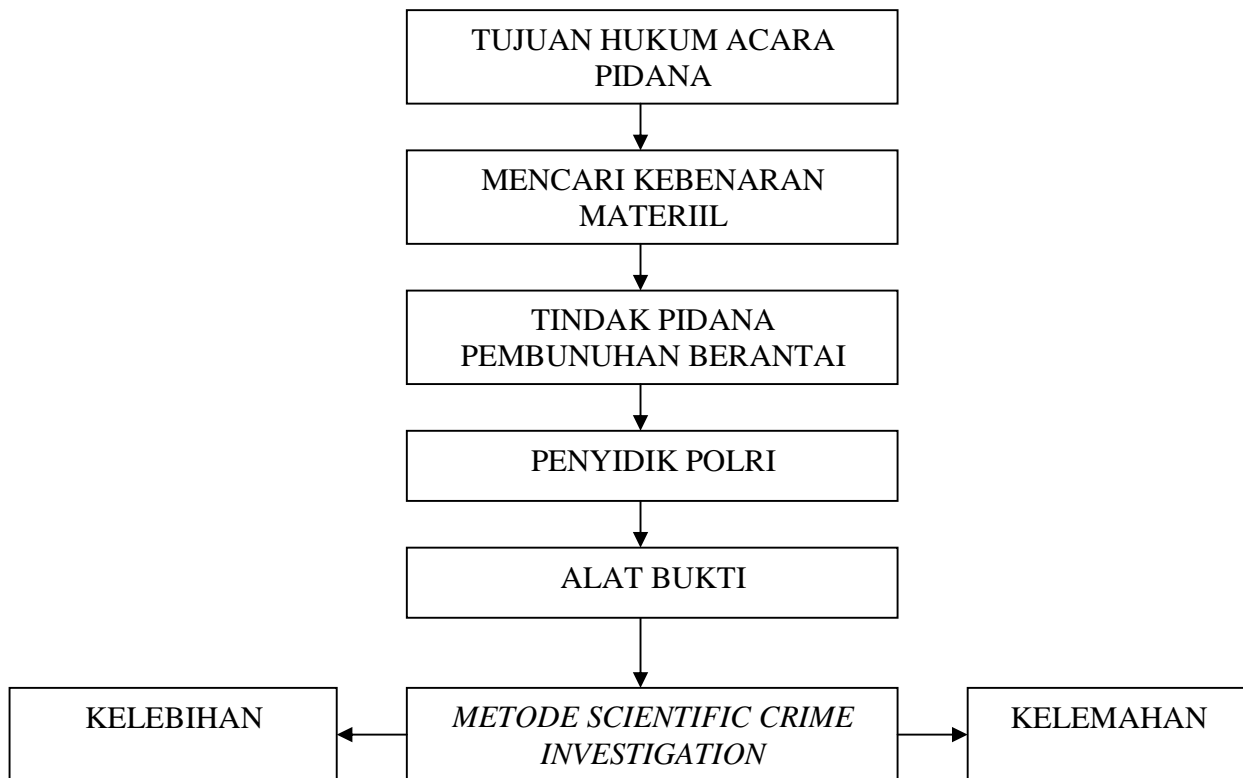 TUJUAN HUKUM ACARA
PIDANA
MENCARI KEBENARAN
MATERIIL
TINDAK PIDANA
PEMBUNUHAN BERANTAI
PENYIDIK POLRI
ALAT BUKTI
KELEBIHAN
METODE SCIENTIFIC CRIME
INVESTIGATION
KELEMAHAN